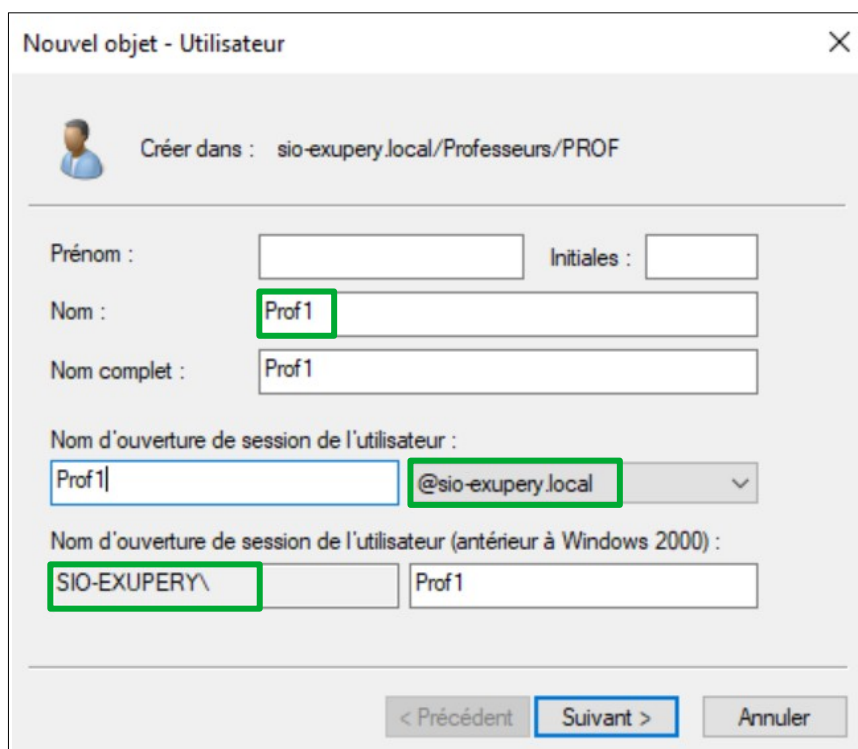 Nouvel objet - Utilisateur
Créer dans : sio-exupery.local/Professeurs/PROF
Prénom : Initiales :
Nom : Prof1
Nom complet : Prof1
Nom d'ouverture de session de l'utilisateur :
Prof1 @sio-exupery.local
Nom d'ouverture de session de l'utilisateur (antérieur à Windows 2000) :
SIO-EXUPERY\ Prof1
< Précédent Suivant > Annuler